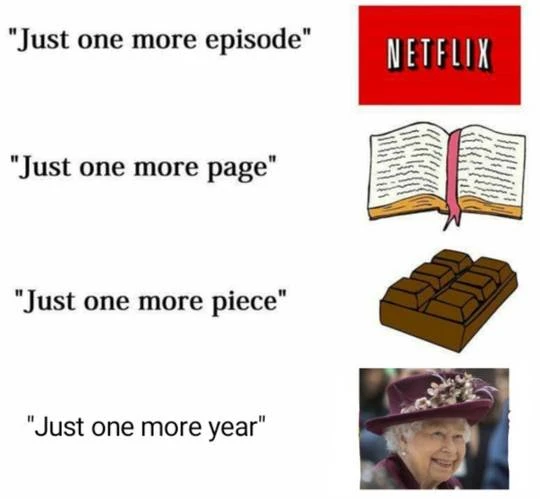 "Just one more episode"
NETFLIX
"Just one more page"
"Just one more piece"
"Just one more year"